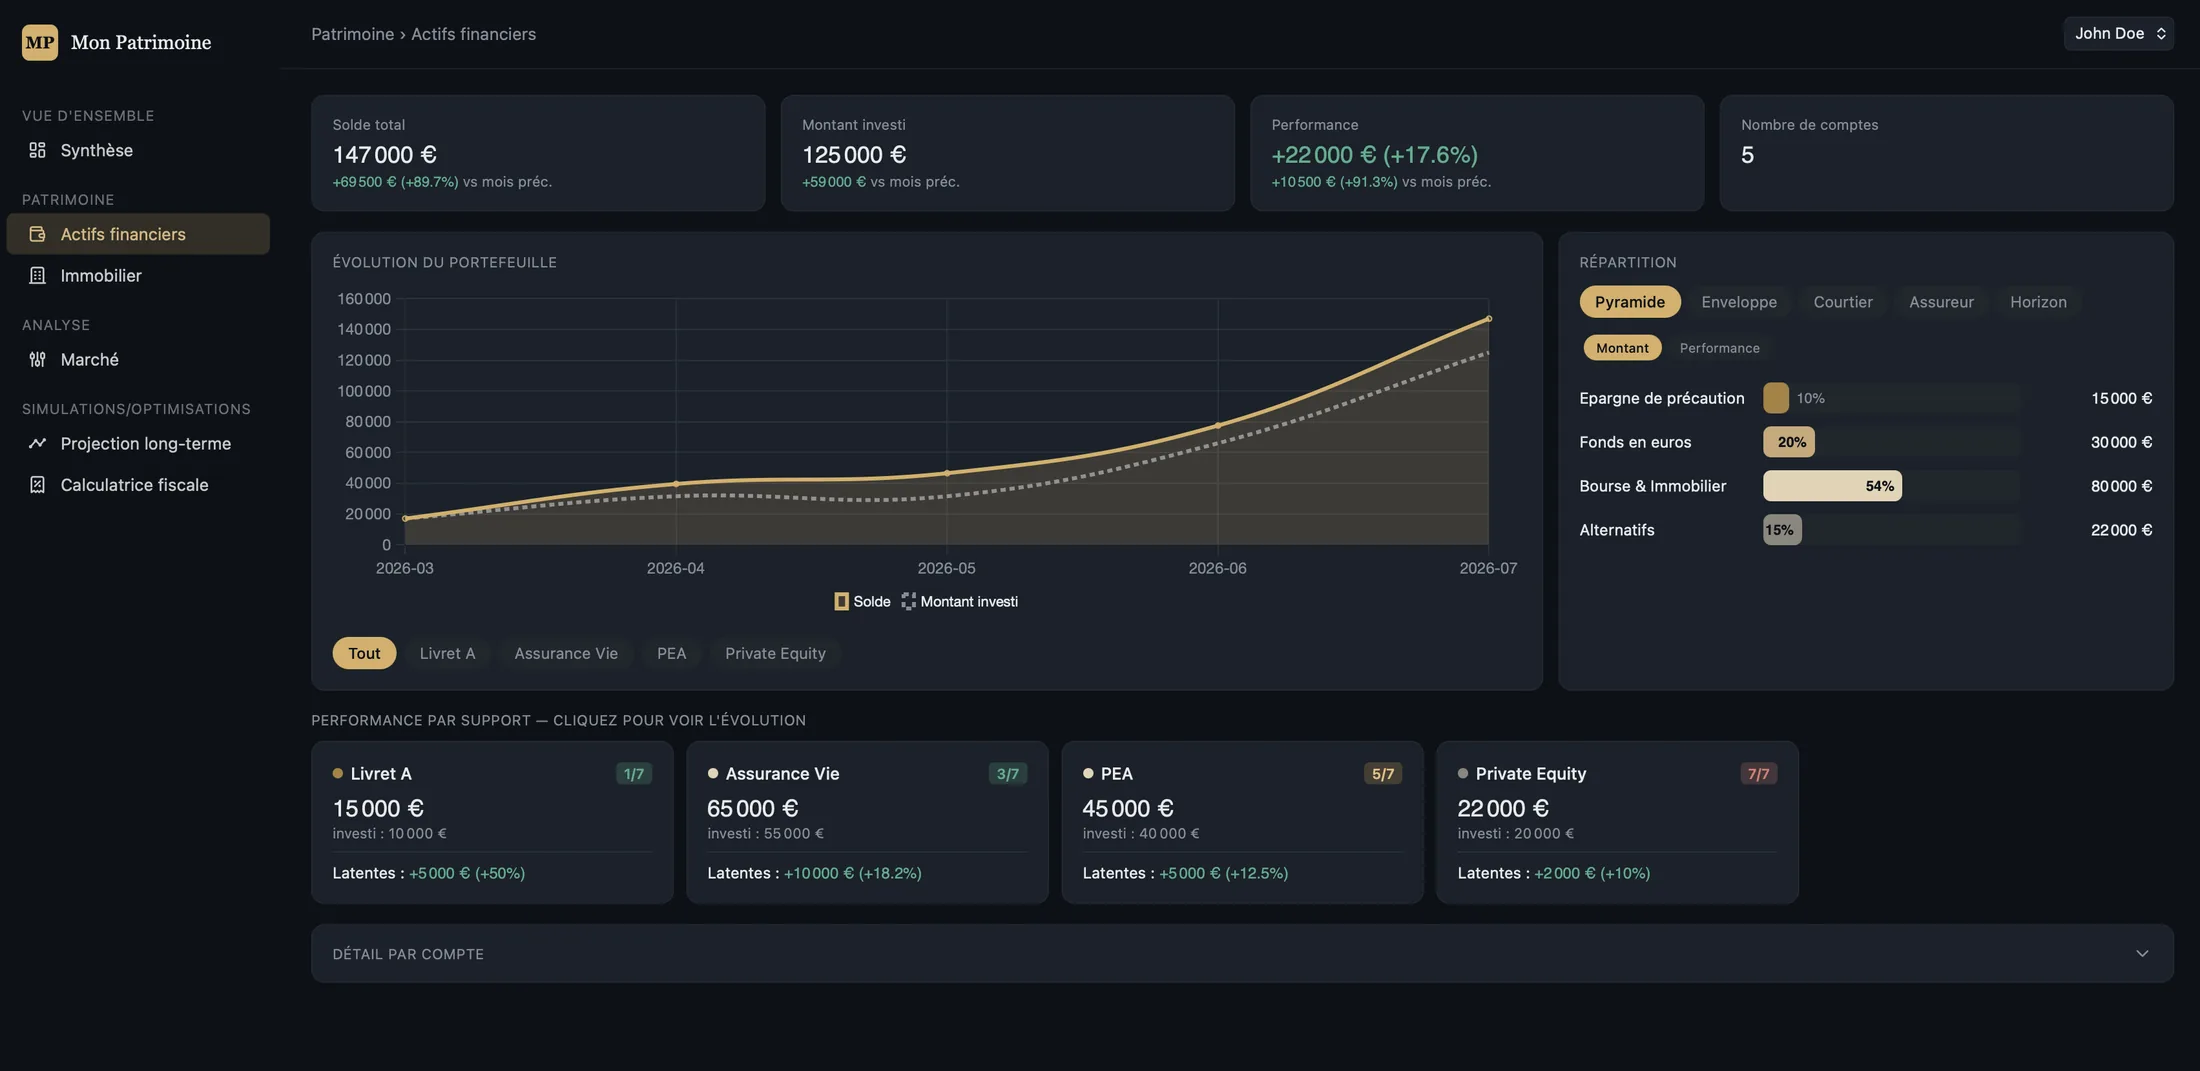 MP Mon Patrimoine
VUE D'ENSEMBLE
Synthèse
PATRIMOINE
Actifs financiers
Immobilier
ANALYSE
Marché
SIMULATIONS/OPTIMISATIONS
Projection long-terme
Calculatrice fiscale
Patrimoine › Actifs financiers
John Doe
Solde total
147 000 €
+69 500 € (+89.7%) vs mois préc.
Montant investi
125 000 €
+59 000 € vs mois préc.
Performance
+22 000 € (+17.6%)
+10 500 € (+91.3%) vs mois préc.
Nombre de comptes
5
ÉVOLUTION DU PORTEFEUILLE
160 000
140 000
120 000
100 000
80 000
60 000
40 000
20 000
0
2026-03 2026-04 2026-05 2026-06 2026-07
Solde Montant investi
Tout Livret A Assurance Vie PEA Private Equity
RÉPARTITION
Pyramide Enveloppe Courtier Assureur Horizon
Montant Performance
Epargne de précaution 10% 15 000 €
Fonds en euros 20% 30 000 €
Bourse & Immobilier 54% 80 000 €
Alternatifs 15% 22 000 €
PERFORMANCE PAR SUPPORT — CLIQUEZ POUR VOIR L'ÉVOLUTION
Livret A 1/7
15 000 €
investi : 10 000 €
Latentes : +5 000 € (+50%)
Assurance Vie 3/7
65 000 €
investi : 55 000 €
Latentes : +10 000 € (+18.2%)
PEA 5/7
45 000 €
investi : 40 000 €
Latentes : +5 000 € (+12.5%)
Private Equity 7/7
22 000 €
investi : 20 000 €
Latentes : +2 000 € (+10%)
DÉTAIL PAR COMPTE